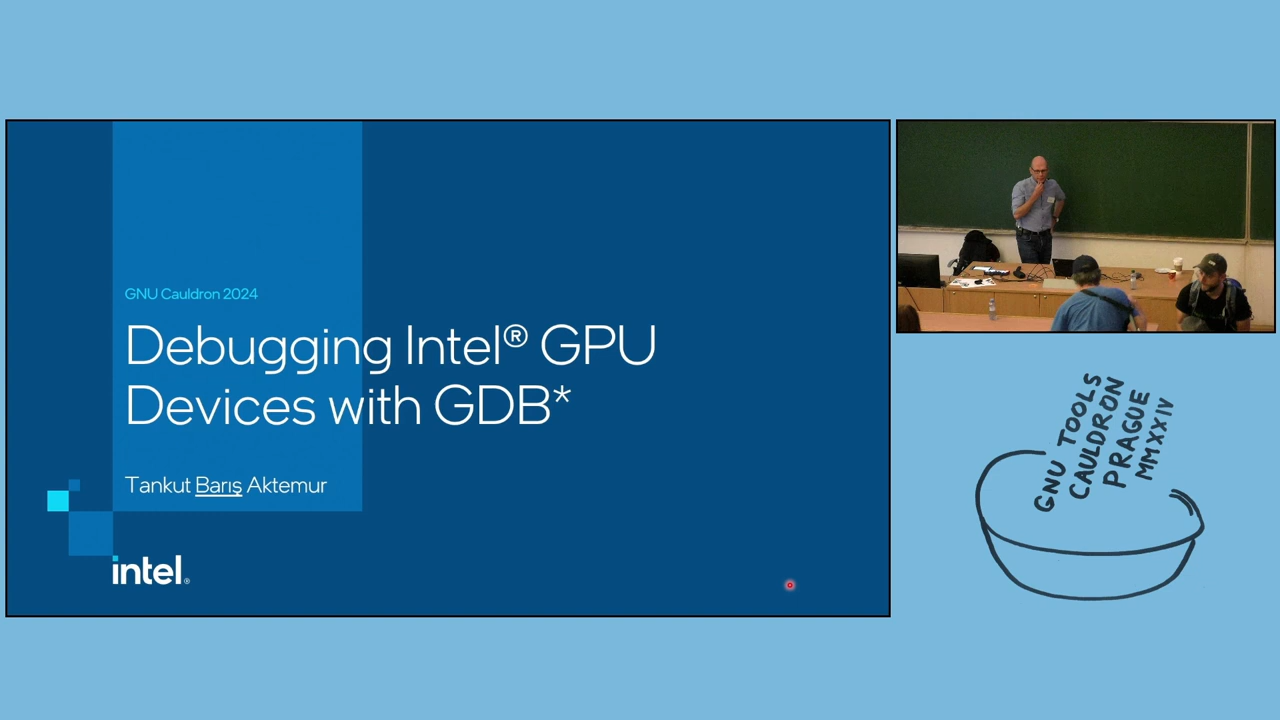 GNU Cauldron 2024
Debugging Intel® GPU
Devices with GDB*
Tankut Barış Aktemur
intel®
GNU TOOLS
CAULDRON
PRAGUE
MMXXIV